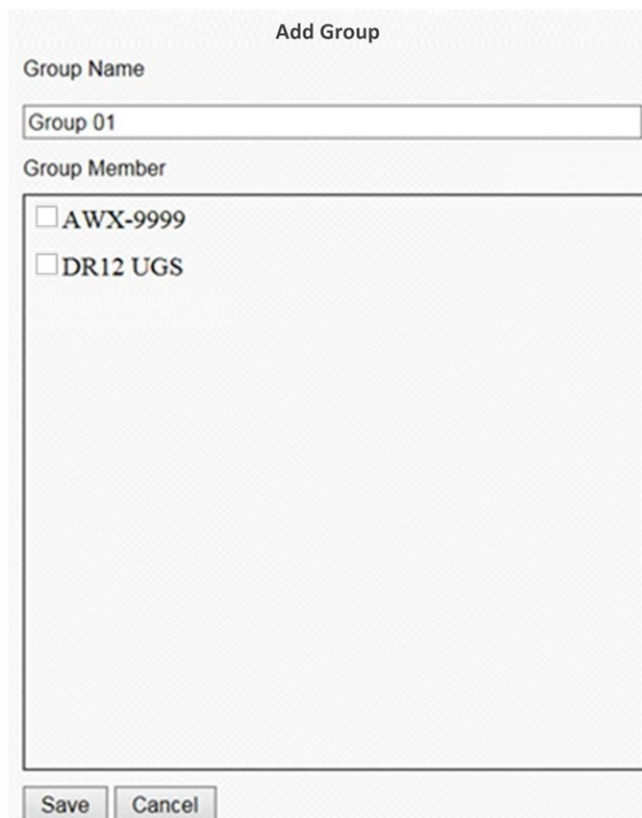 Add Group
Group Name
Group 01
Group Member
AWX-9999
DR12 UGS
Save Cancel